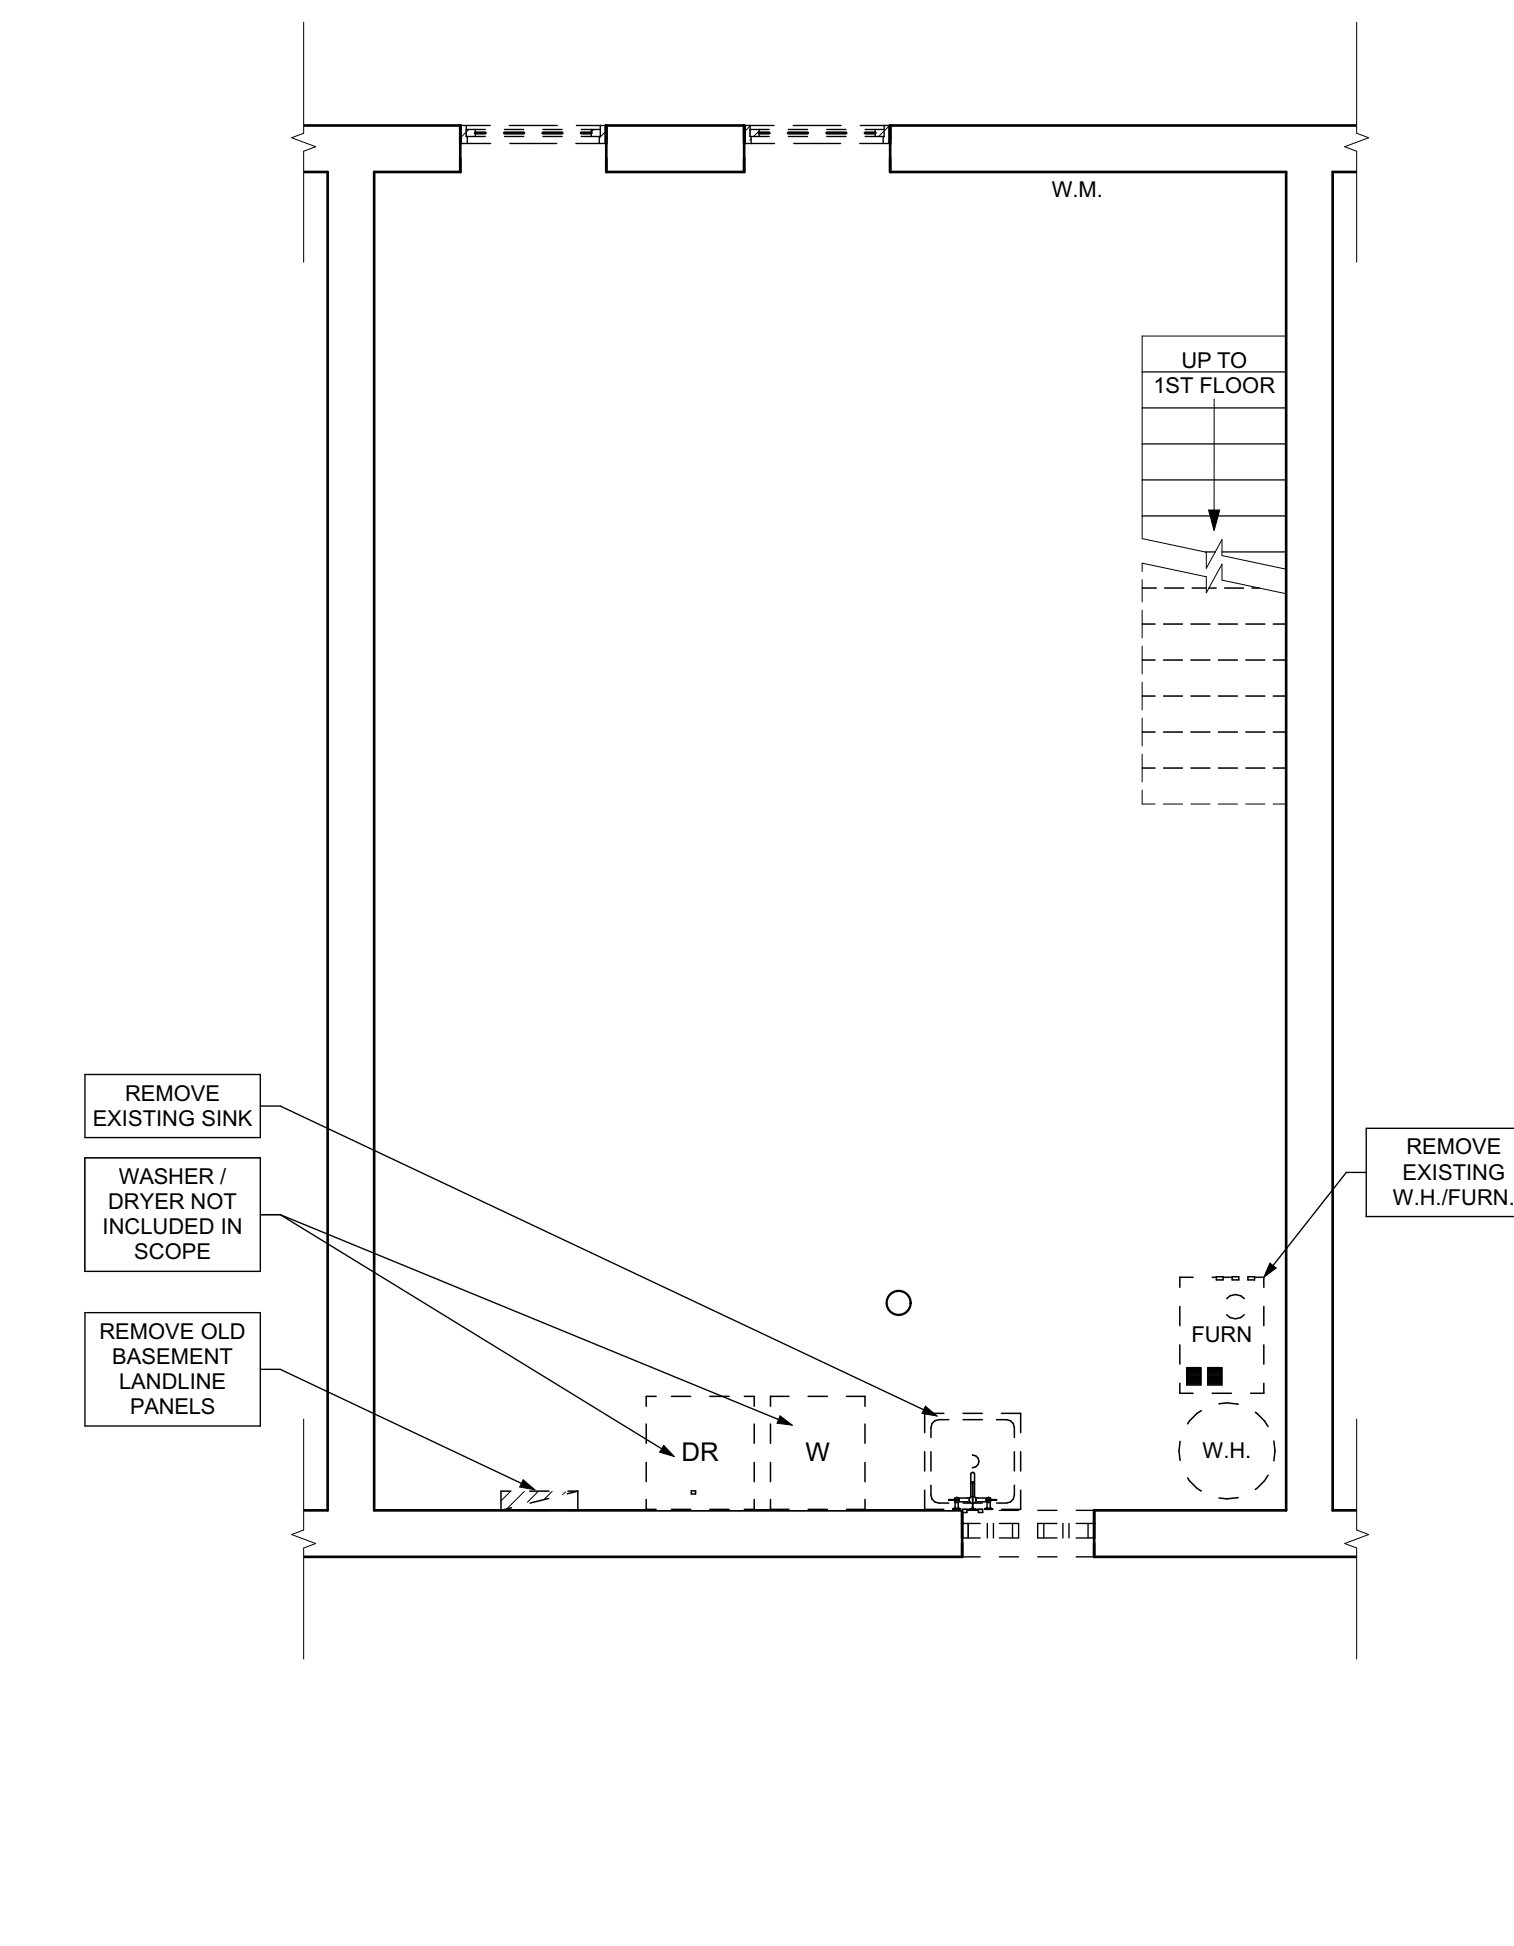 W.M.
UP TO
1ST FLOOR
REMOVE
EXISTING SINK
WASHER /
DRYER NOT
INCLUDED IN
SCOPE
REMOVE
EXISTING
W.H./FURN.
REMOVE OLD
BASEMENT
LANDLINE
PANELS
FURN
DR
W
W.H.